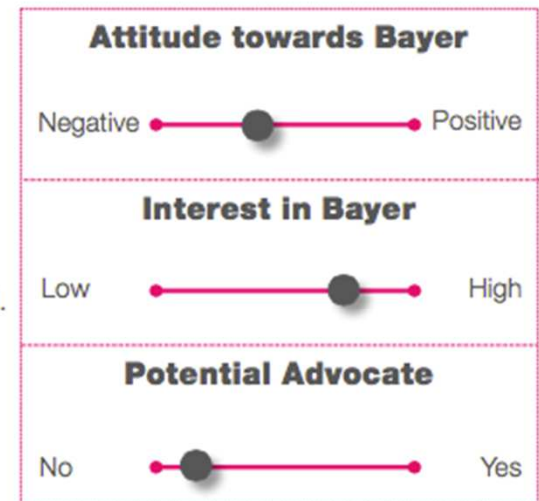 Attitude towards Bayer
Negative Positive
Interest in Bayer
. Low High
Potential Advocate
No Yes